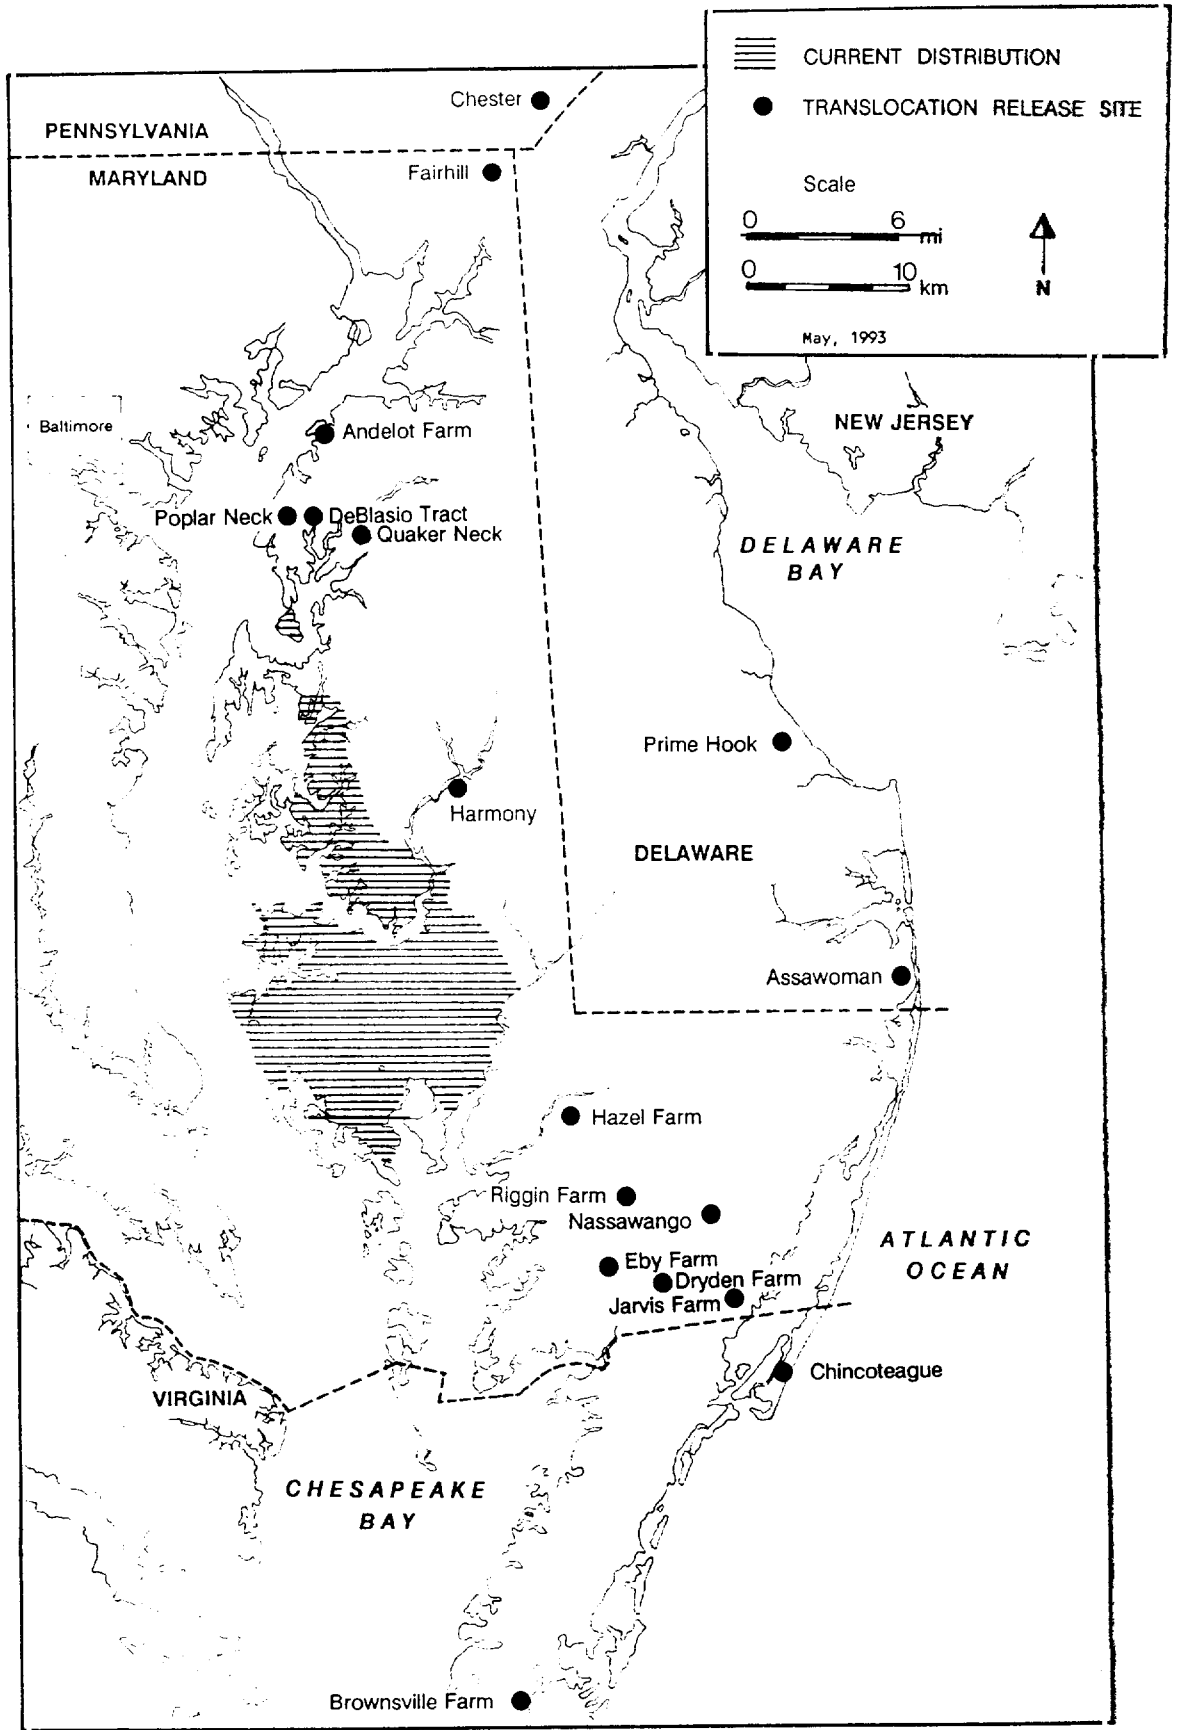 CURRENT DISTRIBUTION
TRANSLOCATION RELEASE SITE
Scale
0 6
mi
0 10
km
N
May, 1993
Chester
PENNSYLVANIA
MARYLAND
Fairhill
Baltimore
Andelot Farm
NEW JERSEY
Poplar Neck
DeBlasio Tract
Quaker Neck
DELAWARE
BAY
Prime Hook
Harmony
DELAWARE
Assawoman
Hazel Farm
Riggin Farm
Nassawango
ATLANTIC
OCEAN
Eby Farm
Dryden Farm
Jarvis Farm
Chincoteague
VIRGINIA
CHESAPEAKE
BAY
Brownsville Farm